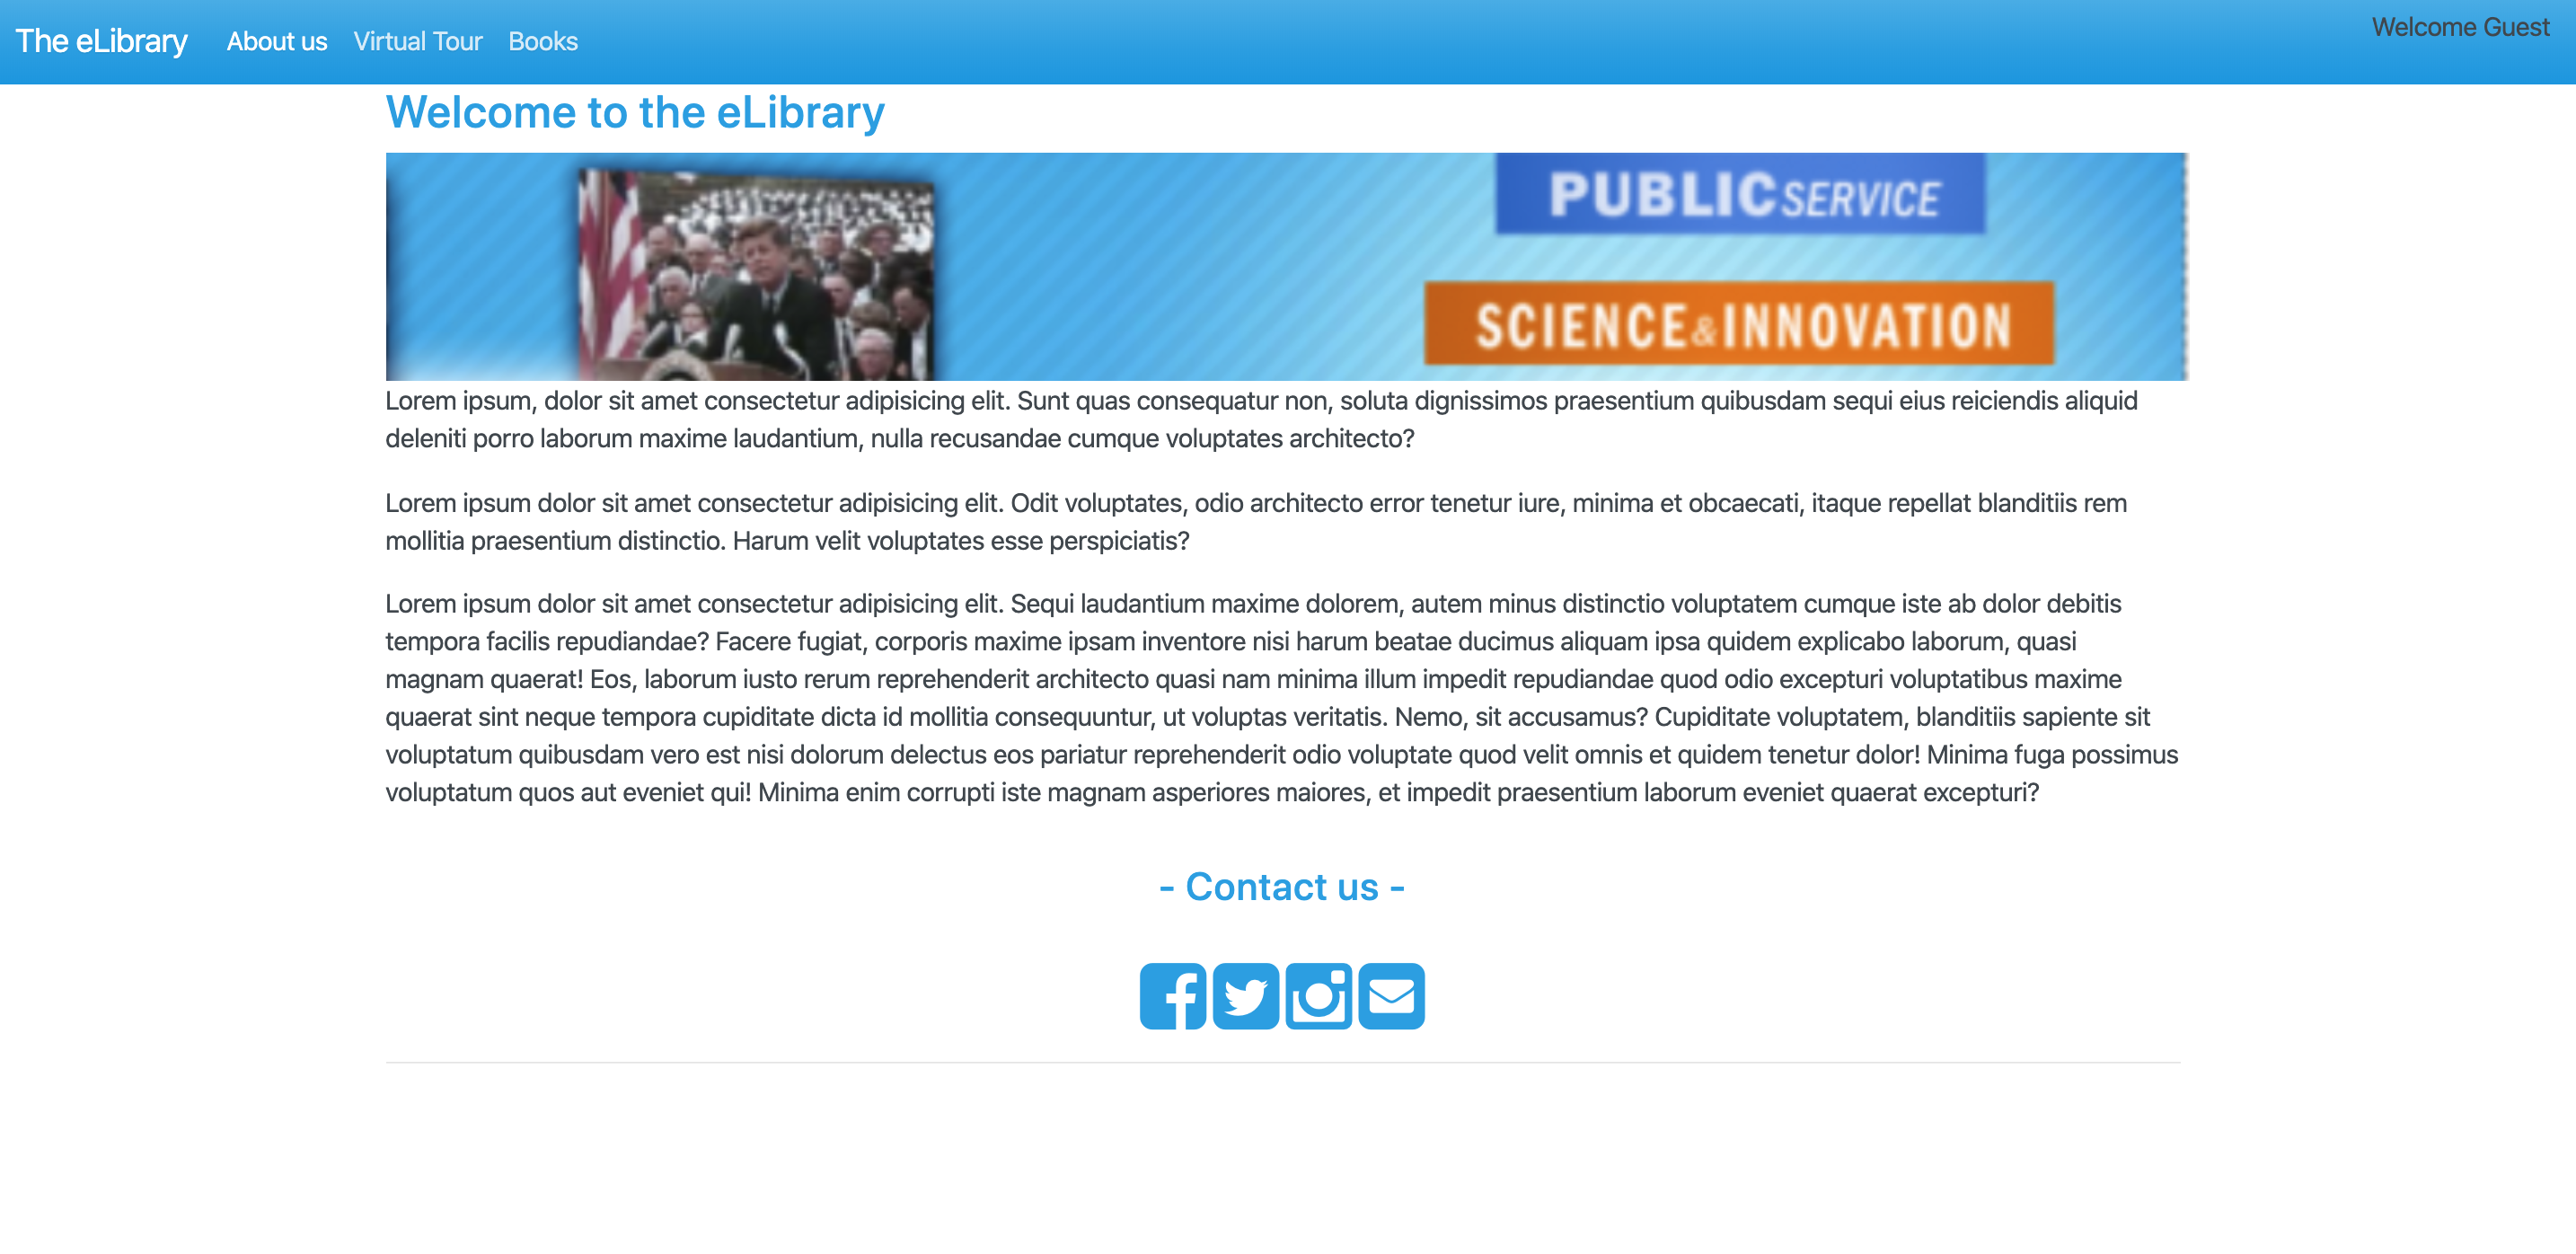 The eLibrary About us Virtual Tour Books Welcome Guest
Welcome to the eLibrary
PUBLIC SERVICE
SCIENCE & INNOVATION
Lorem ipsum, dolor sit amet consectetur adipisicing elit. Sunt quas consequatur non, soluta dignissimos praesentium quibusdam sequi eius reiciendis aliquid
deleniti porro laborum maxime laudantium, nulla recusandae cumque voluptates architecto?
Lorem ipsum dolor sit amet consectetur adipisicing elit. Odit voluptates, odio architecto error tenetur iure, minima et obcaecati, itaque repellat blanditiis rem
mollitia praesentium distinctio. Harum velit voluptates esse perspiciatis?
Lorem ipsum dolor sit amet consectetur adipisicing elit. Sequi laudantium maxime dolorem, autem minus distinctio voluptatem cumque iste ab dolor debitis
tempora facilis repudiandae? Facere fugiat, corporis maxime ipsam inventore nisi harum beatae ducimus aliquam ipsa quidem explicabo laborum, quasi
magnam quaerat! Eos, laborum iusto rerum reprehenderit architecto quasi nam minima illum impedit repudiandae quod odio excepturi voluptatibus maxime
quaerat sint neque tempora cupiditate dicta id mollitia consequuntur, ut voluptas veritatis. Nemo, sit accusamus? Cupiditate voluptatem, blanditiis sapiente sit
voluptatum quibusdam vero est nisi dolorum delectus eos pariatur reprehenderit odio voluptate quod velit omnis et quidem tenetur dolor! Minima fuga possimus
voluptatum quos aut eveniet qui! Minima enim corrupti iste magnam asperiores maiores, et impedit praesentium laborum eveniet quaerat excepturi?
- Contact us -